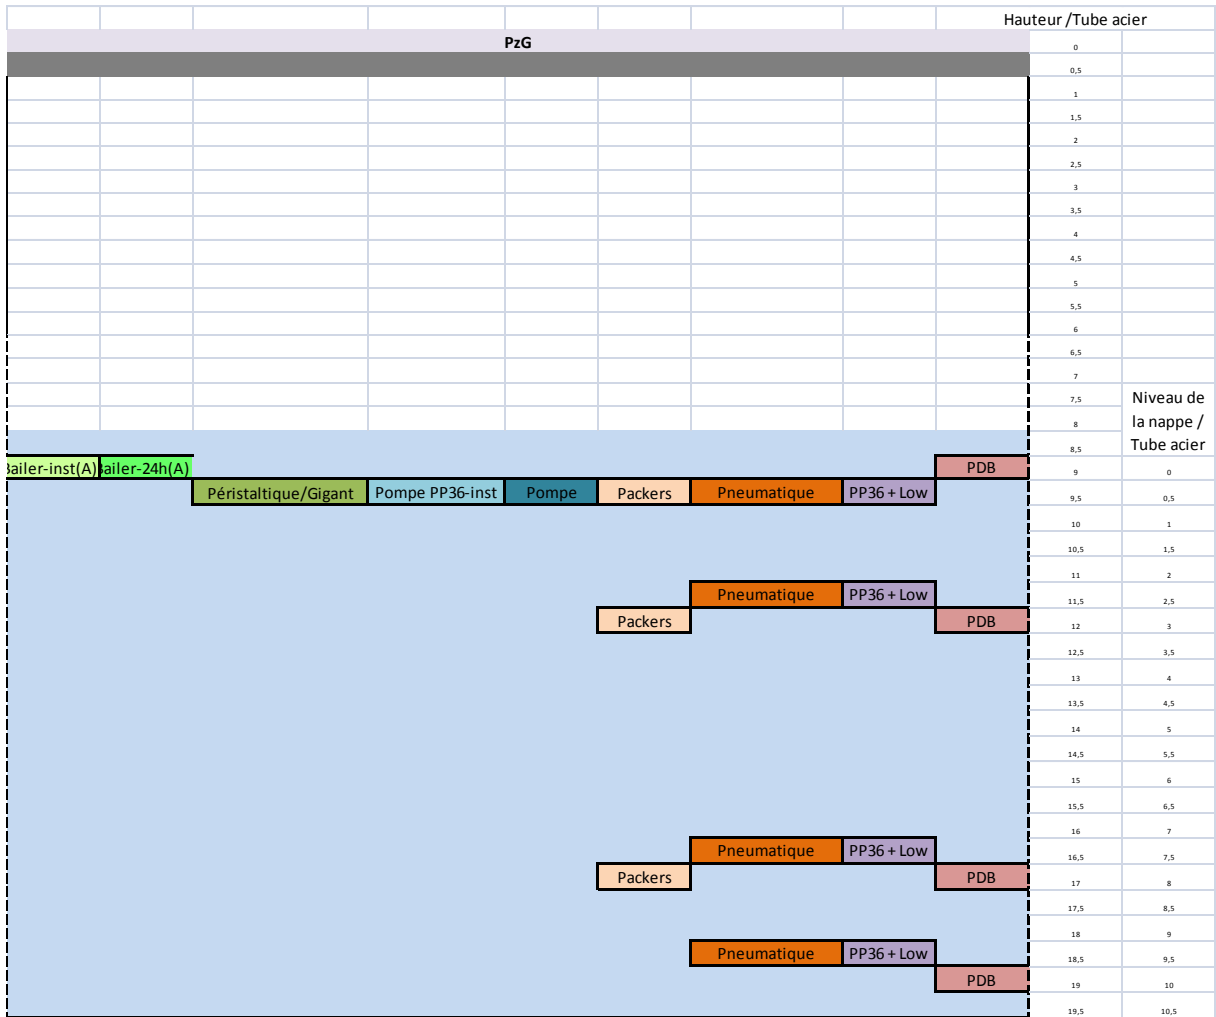 Hauteur /Tube acier
PzG
0
0,5
1
1,5
2
2,5
3
3,5
4
4,5
5
5,5
6
6,5
7
7,5
Niveau de
la nappe /
Tube acier
8
8,5
Bailer-inst(A) Bailer-24h(A) PDB 9 0
Péristaltique/Gigant Pompe PP36-inst Pompe Packers Pneumatique PP36 + Low 9,5 0,5
10 1
10,5 1,5
11 2
Pneumatique PP36 + Low 11,5 2,5
Packers PDB 12 3
12,5 3,5
13 4
13,5 4,5
14 5
14,5 5,5
15 6
15,5 6,5
16 7
Pneumatique PP36 + Low 16,5 7,5
Packers PDB 17 8
17,5 8,5
18 9
Pneumatique PP36 + Low 18,5 9,5
PDB 19 10
19,5 10,5